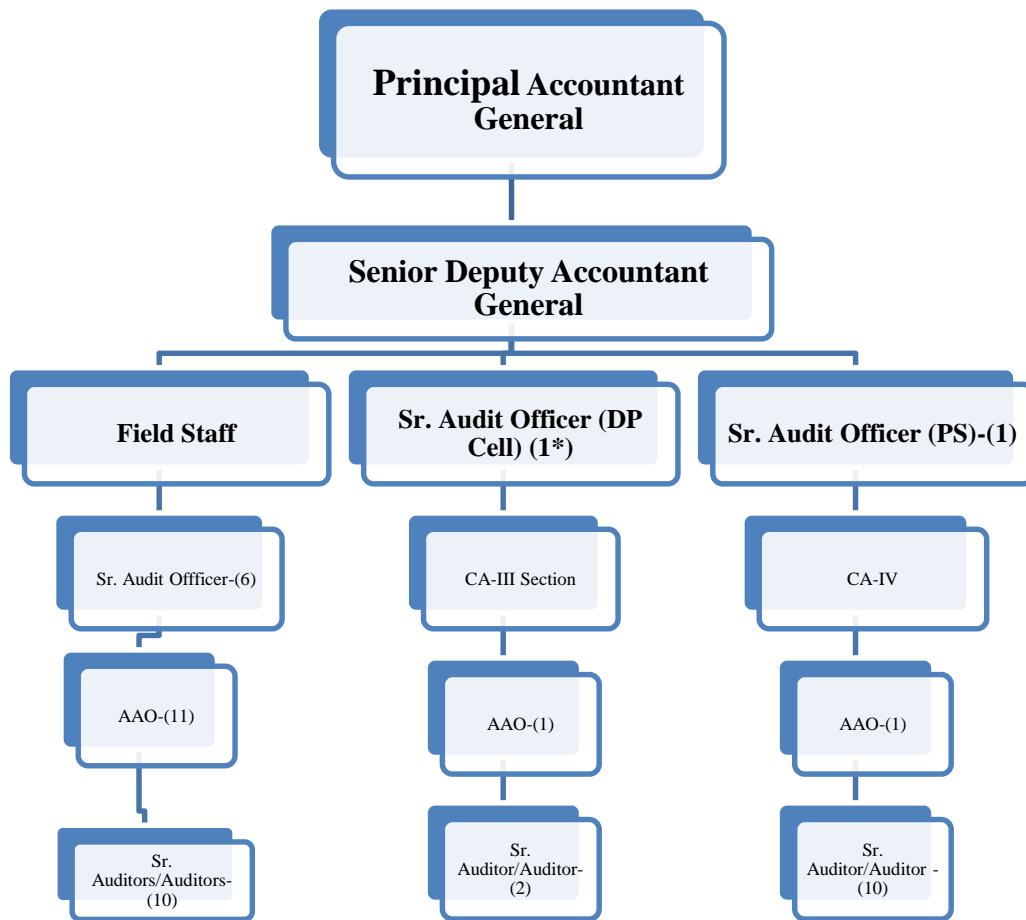 Principal Accountant
General
Senior Deputy Accountant
General
Field Staff
Sr. Audit Officer (DP
Cell) (1*)
Sr. Audit Officer (PS)-(1)
Sr. Audit Offficer-(6)
CA-III Section
CA-IV
AAO-(11)
AAO-(1)
AAO-(1)
Sr.
Auditors/Auditors-
(10)
Sr.
Auditor/Auditor-
(2)
Sr.
Auditor/Auditor -
(10)